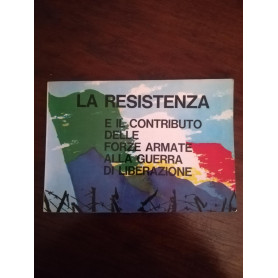 LA RESISTENZA
E IL CONTRIBUTO
DELLE
FORZE ARMATE
ALLA GUERRA
DI LIBERAZIONE